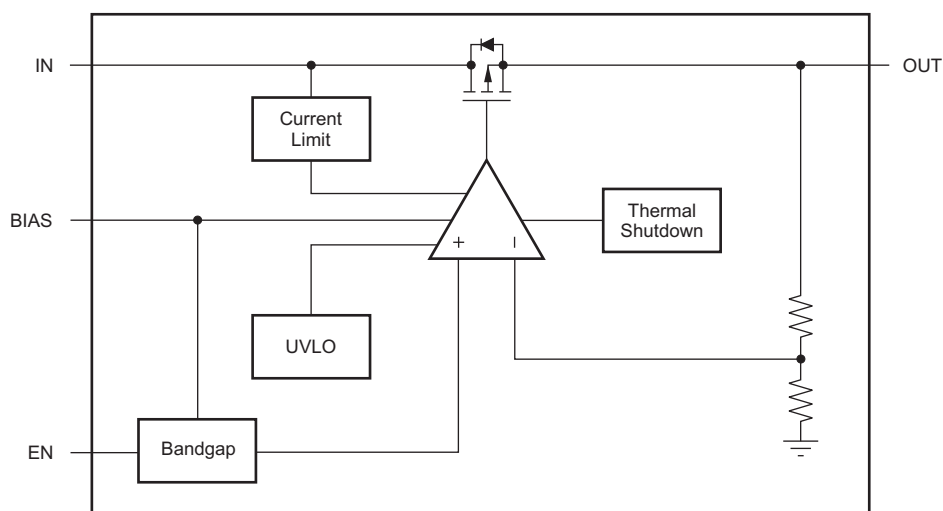 IN
OUT
Current
Limit
BIAS
Thermal
Shutdown
+
–
UVLO
EN
Bandgap